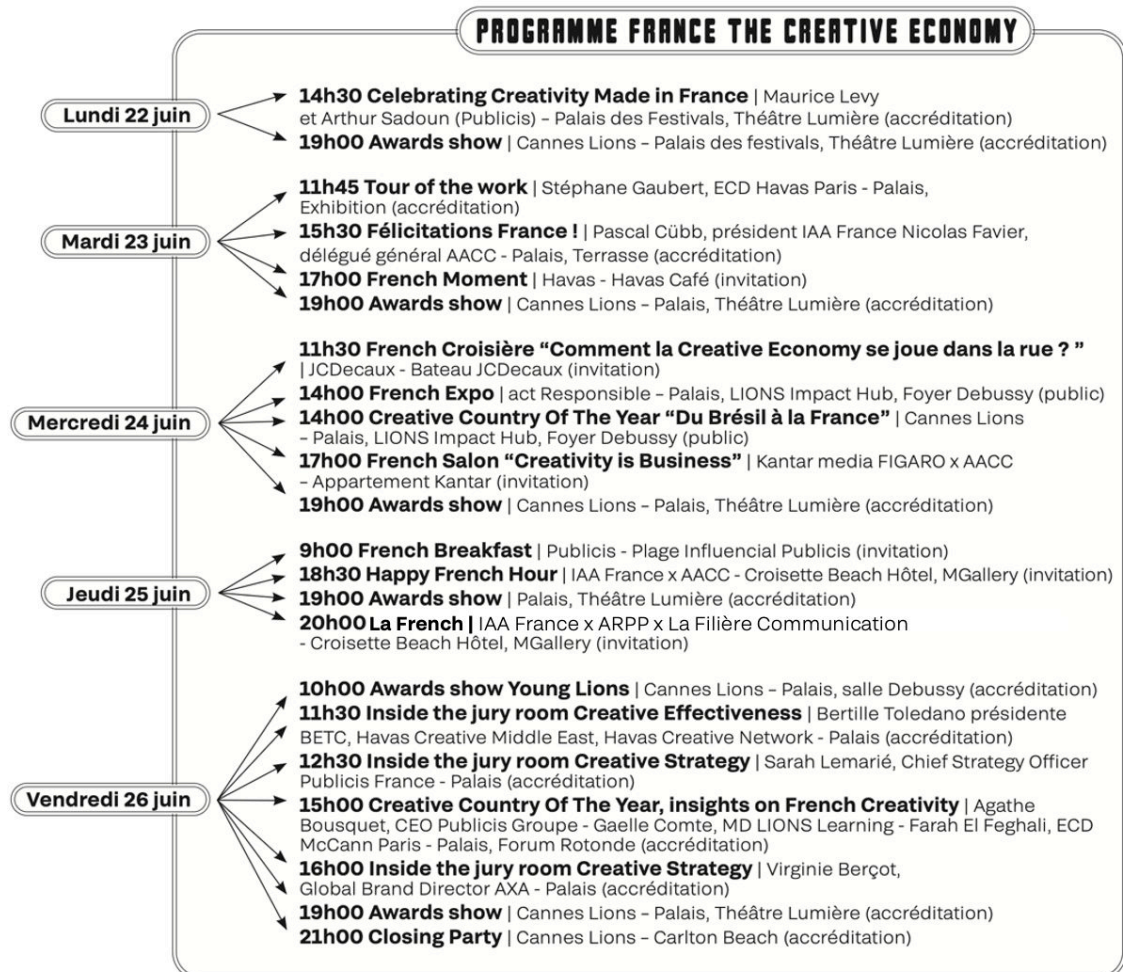 PROGRAMME FRANCE THE CREATIVE ECONOMY
Lundi 22 juin
14h30 Celebrating Creativity Made in France | Maurice Levy
et Arthur Sadoun (Publicis) – Palais des Festivals, Théâtre Lumière (accréditation)
19h00 Awards show | Cannes Lions – Palais des festivals, Théâtre Lumière (accréditation)
Mardi 23 juin
11h45 Tour of the work | Stéphane Gaubert, ECD Havas Paris - Palais,
Exhibition (accréditation)
15h30 Félicitations France ! | Pascal Cübb, président IAA France Nicolas Favier,
délégué général AACC - Palais, Terrasse (accréditation)
17h00 French Moment | Havas - Havas Café (invitation)
19h00 Awards show | Cannes Lions – Palais, Théâtre Lumière (accréditation)
Mercredi 24 juin
11h30 French Croisière “Comment la Creative Economy se joue dans la rue ? ”
| JCDecaux - Bateau JCDecaux (invitation)
14h00 French Expo | act Responsible – Palais, LIONS Impact Hub, Foyer Debussy (public)
14h00 Creative Country Of The Year “Du Brésil à la France” | Cannes Lions
– Palais, LIONS Impact Hub, Foyer Debussy (public)
17h00 French Salon “Creativity is Business” | Kantar media FIGARO x AACC
– Appartement Kantar (invitation)
19h00 Awards show | Cannes Lions – Palais, Théâtre Lumière (accréditation)
Jeudi 25 juin
9h00 French Breakfast | Publicis - Plage Influencial Publicis (invitation)
18h30 Happy French Hour | IAA France x AACC - Croisette Beach Hôtel, MGallery (invitation)
19h00 Awards show | Palais, Théâtre Lumière (accréditation)
20h00 La French | IAA France x ARPP x La Filière Communication
- Croisette Beach Hôtel, MGallery (invitation)
Vendredi 26 juin
10h00 Awards show Young Lions | Cannes Lions – Palais, salle Debussy (accréditation)
11h30 Inside the jury room Creative Effectiveness | Bertille Toledano présidente
BETC, Havas Creative Middle East, Havas Creative Network - Palais (accréditation)
12h30 Inside the jury room Creative Strategy | Sarah Lemarié, Chief Strategy Officer
Publicis France - Palais (accréditation)
15h00 Creative Country Of The Year, insights on French Creativity | Agathe
Bousquet, CEO Publicis Groupe - Gaelle Comte, MD LIONS Learning - Farah El Feghali, ECD
McCann Paris - Palais, Forum Rotonde (accréditation)
16h00 Inside the jury room Creative Strategy | Virginie Berçot,
Global Brand Director AXA - Palais (accréditation)
19h00 Awards show | Cannes Lions – Palais, Théâtre Lumière (accréditation)
21h00 Closing Party | Cannes Lions – Carlton Beach (accréditation)